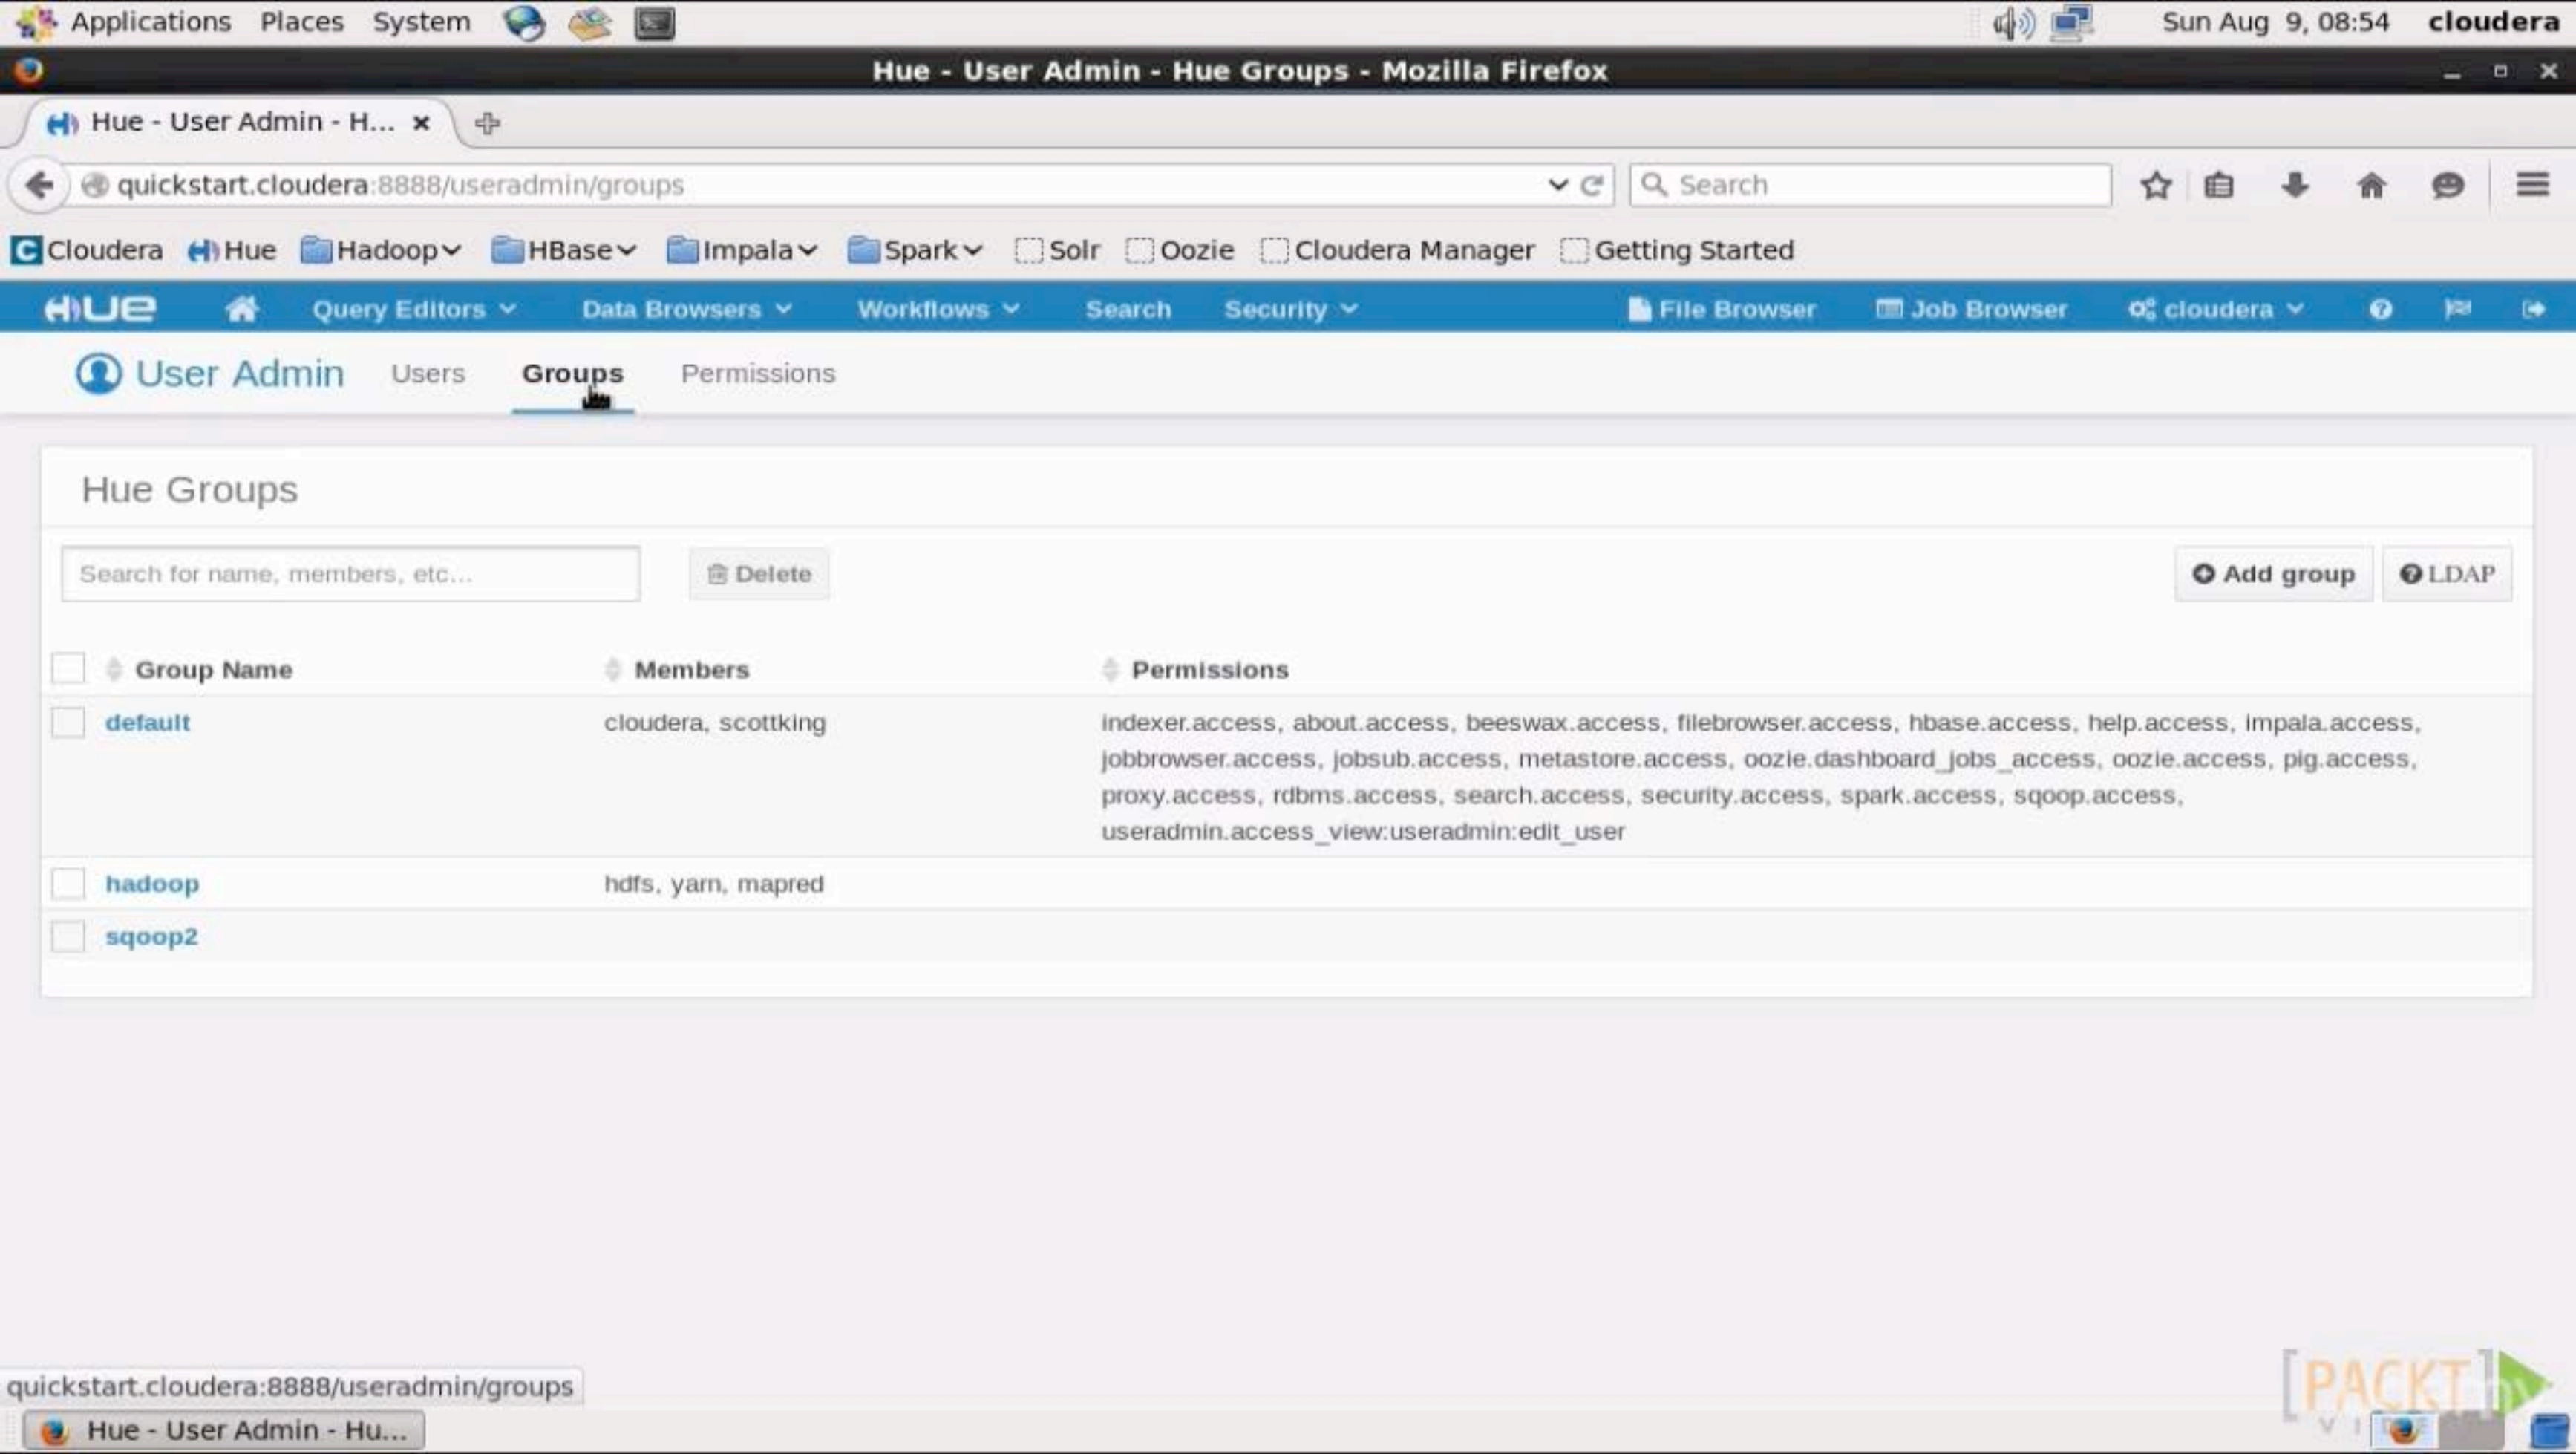 Applications Places System Sun Aug 9, 08:54 cloudera
Hue - User Admin - Hue Groups - Mozilla Firefox
Hue - User Admin - H...
quickstart.cloudera:8888/useradmin/groups Search
Cloudera Hue Hadoop HBase Impala Spark Solr Oozie Cloudera Manager Getting Started
HUE Query Editors Data Browsers Workflows Search Security File Browser Job Browser cloudera
User Admin Users Groups Permissions
Hue Groups
Search for name, members, etc... Delete Add group LDAP
Group Name Members Permissions
default cloudera, scottking indexer.access, about.access, beeswax.access, filebrowser.access, hbase.access, help.access, impala.access,
jobbrowser.access, jobsub.access, metastore.access, oozie.dashboard_jobs_access, oozie.access, pig.access,
proxy.access, rdbms.access, search.access, security.access, spark.access, sqoop.access,
useradmin.access_view:useradmin:edit_user
hadoop hdfs, yarn, mapred
sqoop2
quickstart.cloudera:8888/useradmin/groups
[PACKT]
Hue - User Admin - Hu...